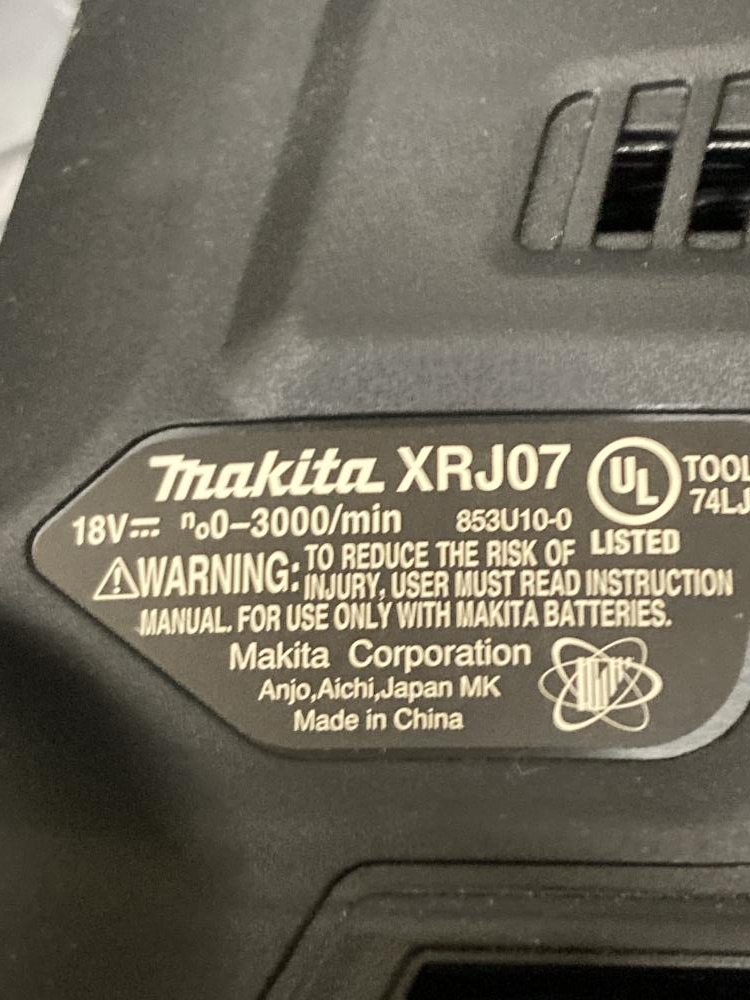 Makita XRJ07 UL TOOL
18V⎓ n₀0–3000/min 853U10-0 LISTED 74LJ
⚠WARNING: TO REDUCE THE RISK OF
INJURY, USER MUST READ INSTRUCTION
MANUAL. FOR USE ONLY WITH MAKITA BATTERIES.
Makita Corporation
Anjo,Aichi,Japan MK
Made in China